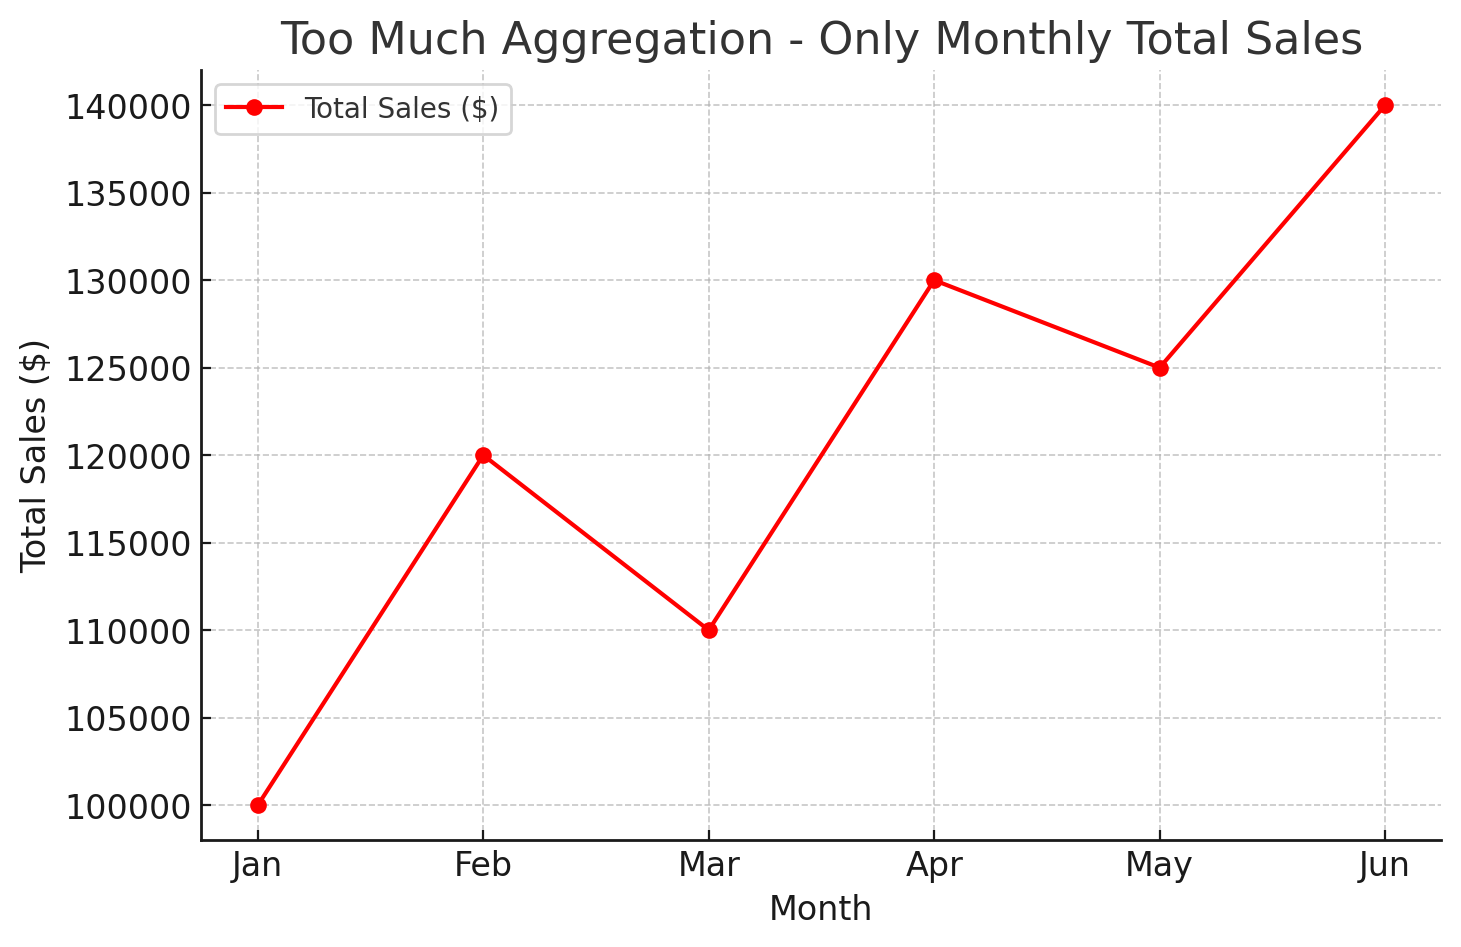 Too Much Aggregation - Only Monthly Total Sales
Total Sales ($)
Total Sales ($)
140000
135000
130000
125000
120000
115000
110000
105000
100000
Jan Feb Mar Apr May Jun
Month